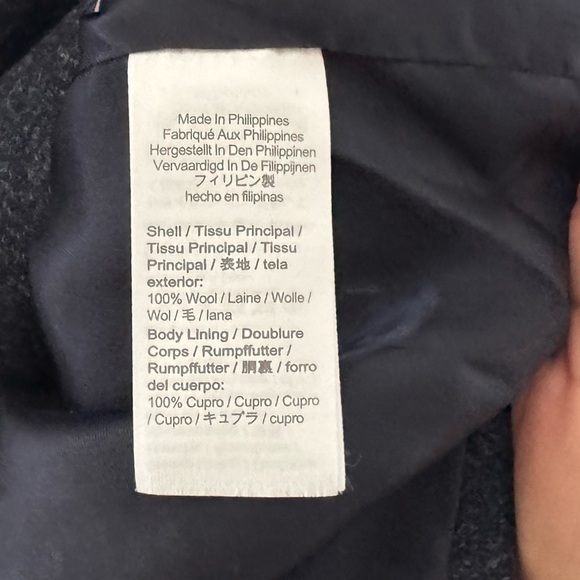 Made In Philippines
Fabriqué Aux Philippines
Hergestellt In Den Philippinen
Vervaardigd In De Filippijnen
フィリピン製
hecho en filipinas
Shell / Tissu Principal /
Tissu Principal / Tissu
Principal / 表地 / tela
exterior:
100% Wool / Laine / Wolle /
Wol / 毛 / lana
Body Lining / Doublure
Corps / Rumpffutter /
Rumpffutter / 胴裏 / forro
del cuerpo:
100% Cupro / Cupro / Cupro
/ Cupro / キュプラ / cupro